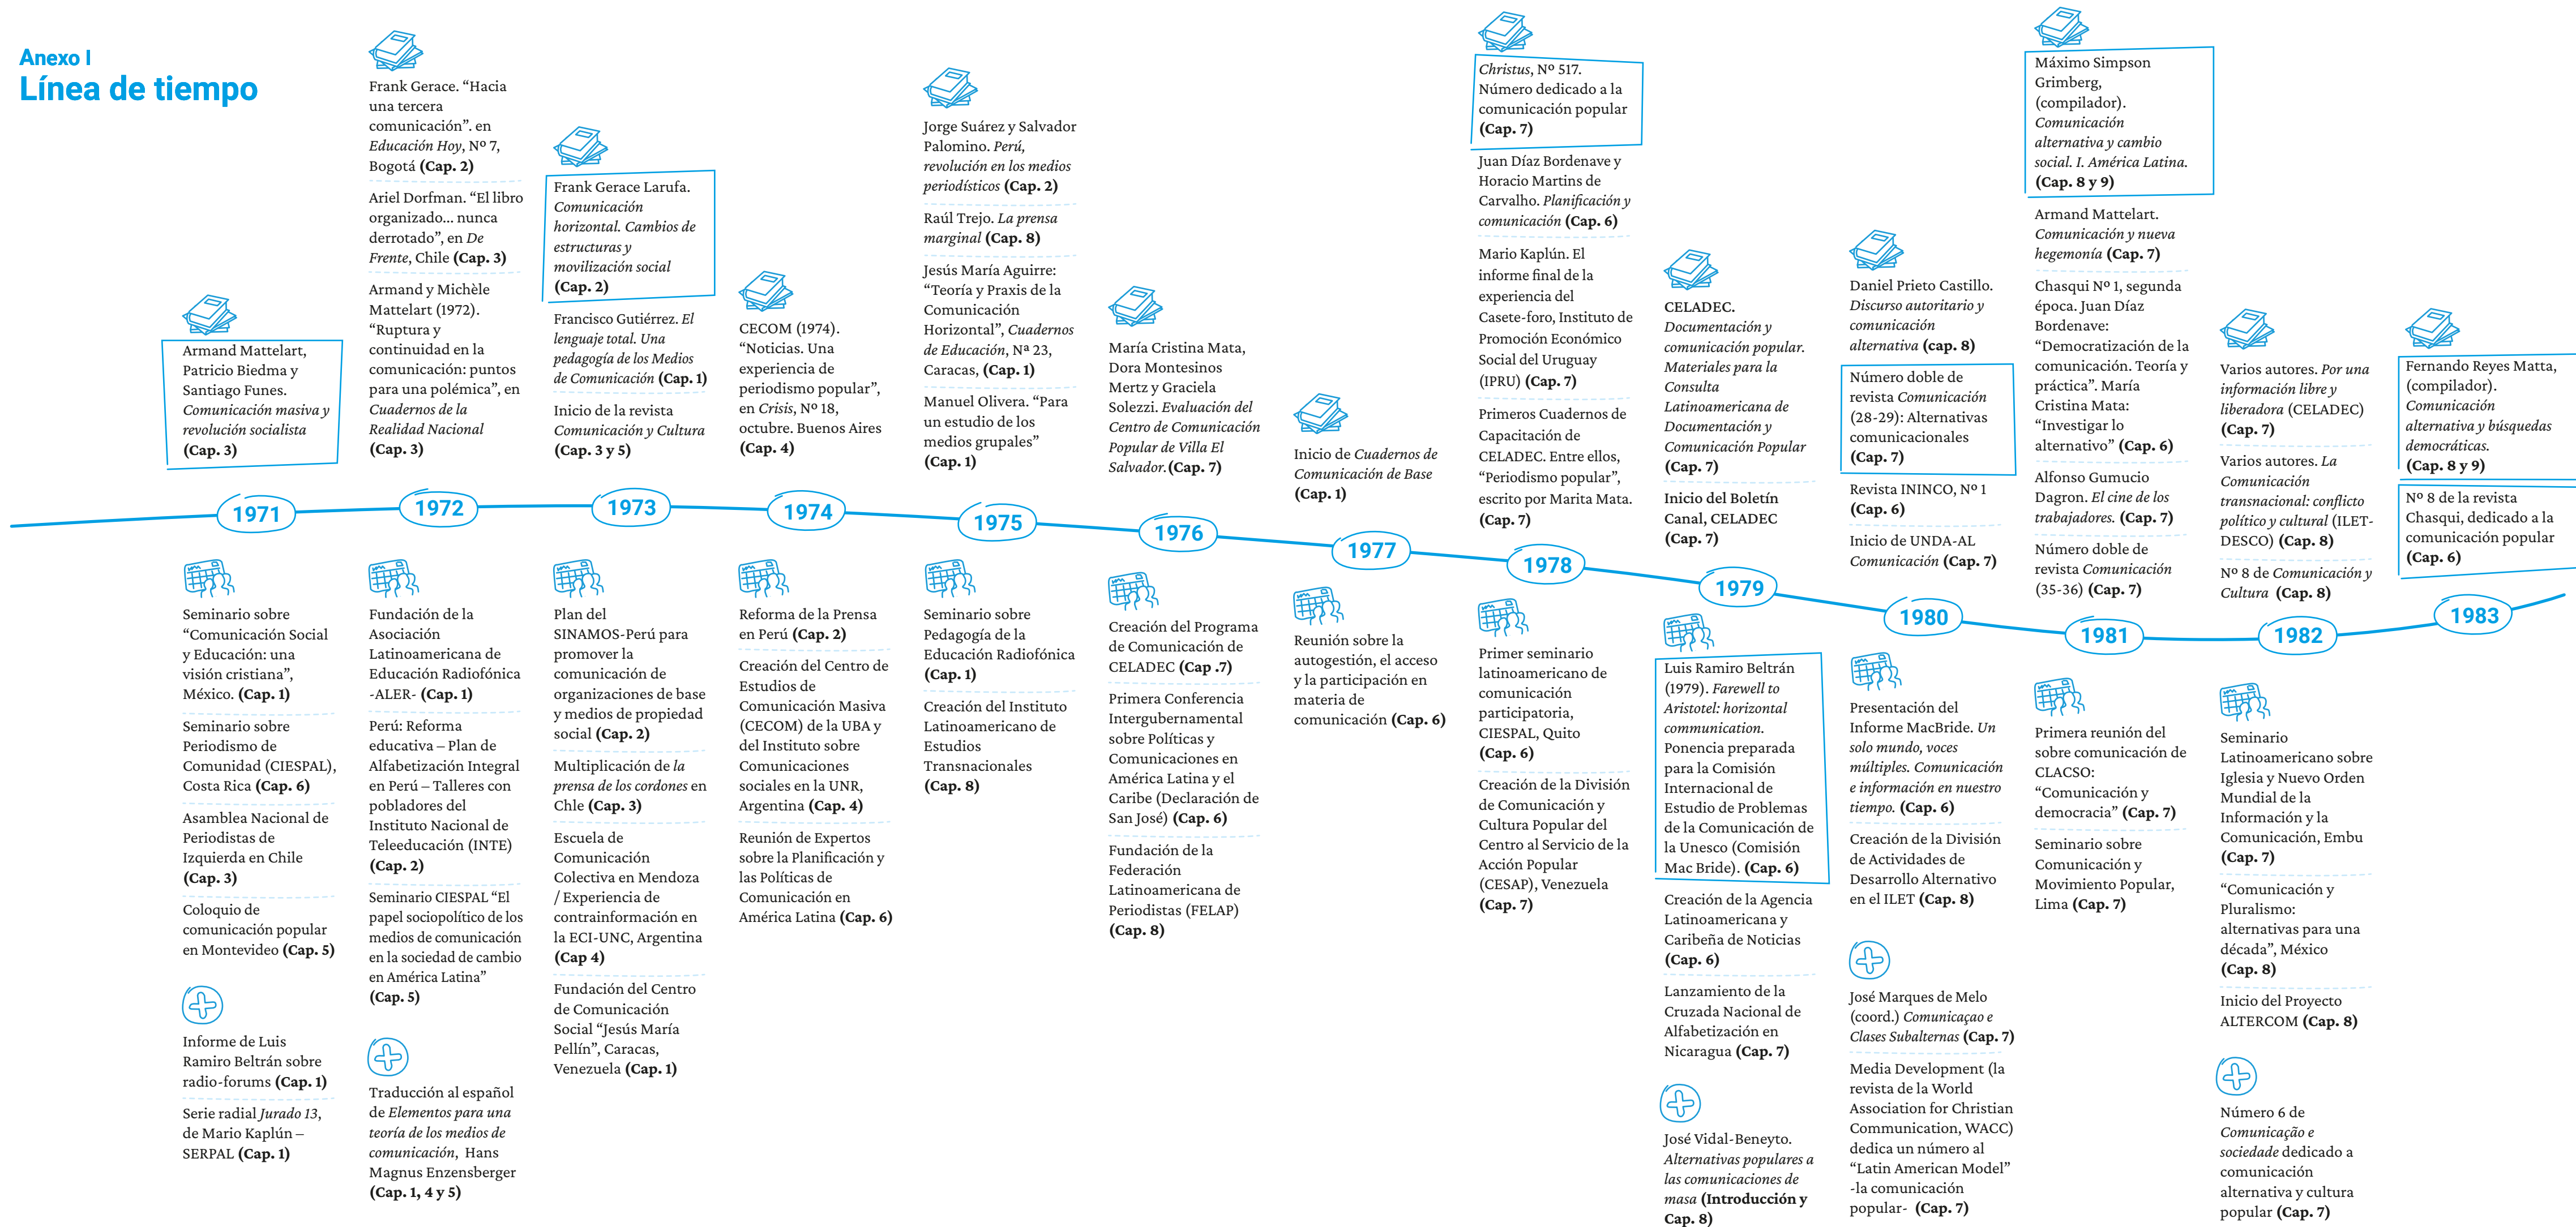 Anexo I
Línea de tiempo
Armand Mattelart,
Patricio Biedma y
Santiago Funes.
Comunicación masiva y
revolución socialista
(Cap. 3)
1971
Seminario sobre
“Comunicación Social
y Educación: una
visión cristiana”,
México. (Cap. 1)
Seminario sobre
Periodismo de
Comunidad (CIESPAL),
Costa Rica (Cap. 6)
Asamblea Nacional de
Periodistas de
Izquierda en Chile
(Cap. 3)
Coloquio de
comunicación popular
en Montevideo (Cap. 5)
Informe de Luis
Ramiro Beltrán sobre
radio-forums (Cap. 1)
Serie radial Jurado 13,
de Mario Kaplún –
SERPAL (Cap. 1)
Frank Gerace. “Hacia
una tercera
comunicación”. en
Educación Hoy, Nº 7,
Bogotá (Cap. 2)
Ariel Dorfman. “El libro
organizado... nunca
derrotado”, en De
Frente, Chile (Cap. 3)
Armand y Michèle
Mattelart (1972).
“Ruptura y
continuidad en la
comunicación: puntos
para una polémica”, en
Cuadernos de la
Realidad Nacional
(Cap. 3)
1972
Fundación de la
Asociación
Latinoamericana de
Educación Radiofónica
-ALER- (Cap. 1)
Perú: Reforma
educativa – Plan de
Alfabetización Integral
en Perú – Talleres con
pobladores del
Instituto Nacional de
Teleeducación (INTE)
(Cap. 2)
Seminario CIESPAL “El
papel sociopolítico de los
medios de comunicación
en la sociedad de cambio
en América Latina”
(Cap. 5)
Traducción al español
de Elementos para una
teoría de los medios de
comunicación, Hans
Magnus Enzensberger
(Cap. 1, 4 y 5)
Frank Gerace Larufa.
Comunicación
horizontal. Cambios de
estructuras y
movilización social
(Cap. 2)
Francisco Gutiérrez. El
lenguaje total. Una
pedagogía de los Medios
de Comunicación (Cap. 1)
Inicio de la revista
Comunicación y Cultura
(Cap. 3 y 5)
1973
Plan del
SINAMOS-Perú para
promover la
comunicación de
organizaciones de base
y medios de propiedad
social (Cap. 2)
Multiplicación de la
prensa de los cordones en
Chle (Cap. 3)
Escuela de
Comunicación
Colectiva en Mendoza
/ Experiencia de
contrainformación en
la ECI-UNC, Argentina
(Cap 4)
Fundación del Centro
de Comunicación
Social “Jesús María
Pellín”, Caracas,
Venezuela (Cap. 1)
CECOM (1974).
“Noticias. Una
experiencia de
periodismo popular”,
en Crisis, Nº 18,
octubre. Buenos Aires
(Cap. 4)
1974
Reforma de la Prensa
en Perú (Cap. 2)
Creación del Centro de
Estudios de
Comunicación Masiva
(CECOM) de la UBA y
del Instituto sobre
Comunicaciones
sociales en la UNR,
Argentina (Cap. 4)
Reunión de Expertos
sobre la Planificación y
las Políticas de
Comunicación en
América Latina (Cap. 6)
Jorge Suárez y Salvador
Palomino. Perú,
revolución en los medios
periodísticos (Cap. 2)
Raúl Trejo. La prensa
marginal (Cap. 8)
Jesús María Aguirre:
“Teoría y Praxis de la
Comunicación
Horizontal”, Cuadernos
de Educación, Nª 23,
Caracas, (Cap. 1)
Manuel Olivera. “Para
un estudio de los
medios grupales”
(Cap. 1)
1975
Seminario sobre
Pedagogía de la
Educación Radiofónica
(Cap. 1)
Creación del Instituto
Latinoamericano de
Estudios
Transnacionales
(Cap. 8)
María Cristina Mata,
Dora Montesinos
Mertz y Graciela
Solezzi. Evaluación del
Centro de Comunicación
Popular de Villa El
Salvador.(Cap. 7)
1976
Creación del Programa
de Comunicación de
CELADEC (Cap .7)
Primera Conferencia
Intergubernamental
sobre Políticas y
Comunicaciones en
América Latina y el
Caribe (Declaración de
San José) (Cap. 6)
Fundación de la
Federación
Latinoamericana de
Periodistas (FELAP)
(Cap. 8)
Inicio de Cuadernos de
Comunicación de Base
(Cap. 1)
1977
Reunión sobre la
autogestión, el acceso
y la participación en
materia de
comunicación (Cap. 6)
Christus, Nº 517.
Número dedicado a la
comunicación popular
(Cap. 7)
Juan Díaz Bordenave y
Horacio Martins de
Carvalho. Planificación y
comunicación (Cap. 6)
Mario Kaplún. El
informe final de la
experiencia del
Casete-foro, Instituto de
Promoción Económico
Social del Uruguay
(IPRU) (Cap. 7)
Primeros Cuadernos de
Capacitación de
CELADEC. Entre ellos,
“Periodismo popular”,
escrito por Marita Mata.
(Cap. 7)
1978
Primer seminario
latinoamericano de
comunicación
participatoria,
CIESPAL, Quito
(Cap. 6)
Creación de la División
de Comunicación y
Cultura Popular del
Centro al Servicio de la
Acción Popular
(CESAP), Venezuela
(Cap. 7)
CELADEC.
Documentación y
comunicación popular.
Materiales para la
Consulta
Latinoamericana de
Documentación y
Comunicación Popular
(Cap. 7)
Inicio del Boletín
Canal, CELADEC
(Cap. 7)
1979
Luis Ramiro Beltrán
(1979). Farewell to
Aristotel: horizontal
communication.
Ponencia preparada
para la Comisión
Internacional de
Estudio de Problemas
de la Comunicación de
la Unesco (Comisión
Mac Bride). (Cap. 6)
Creación de la Agencia
Latinoamericana y
Caribeña de Noticias
(Cap. 6)
Lanzamiento de la
Cruzada Nacional de
Alfabetización en
Nicaragua (Cap. 7)
José Vidal-Beneyto.
Alternativas populares a
las comunicaciones de
masa (Introducción y
Cap. 8)
Daniel Prieto Castillo.
Discurso autoritario y
comunicación
alternativa (cap. 8)
Número doble de
revista Comunicación
(28-29): Alternativas
comunicacionales
(Cap. 7)
Revista ININCO, Nº 1
(Cap. 6)
Inicio de UNDA-AL
Comunicación (Cap. 7)
1980
Presentación del
Informe MacBride. Un
solo mundo, voces
múltiples. Comunicación
e información en nuestro
tiempo. (Cap. 6)
Creación de la División
de Actividades de
Desarrollo Alternativo
en el ILET (Cap. 8)
José Marques de Melo
(coord.) Comunicaçao e
Clases Subalternas (Cap. 7)
Media Development (la
revista de la World
Association for Christian
Communication, WACC)
dedica un número al
“Latin American Model”
-la comunicación
popular- (Cap. 7)
Máximo Simpson
Grimberg,
(compilador).
Comunicación
alternativa y cambio
social. I. América Latina.
(Cap. 8 y 9)
Armand Mattelart.
Comunicación y nueva
hegemonía (Cap. 7)
Chasqui Nº 1, segunda
época. Juan Díaz
Bordenave:
“Democratización de la
comunicación. Teoría y
práctica”. María
Cristina Mata:
“Investigar lo
alternativo” (Cap. 6)
Alfonso Gumucio
Dagron. El cine de los
trabajadores. (Cap. 7)
Número doble de
revista Comunicación
(35-36) (Cap. 7)
1981
Primera reunión del
sobre comunicación de
CLACSO:
“Comunicación y
democracia” (Cap. 7)
Seminario sobre
Comunicación y
Movimiento Popular,
Lima (Cap. 7)
Varios autores. Por una
información libre y
liberadora (CELADEC)
(Cap. 7)
Varios autores. La
Comunicación
transnacional: conflicto
político y cultural (ILET-
DESCO) (Cap. 8)
Nº 8 de Comunicación y
Cultura (Cap. 8)
1982
Seminario
Latinoamericano sobre
Iglesia y Nuevo Orden
Mundial de la
Información y la
Comunicación, Embu
(Cap. 7)
“Comunicación y
Pluralismo:
alternativas para una
década”, México
(Cap. 8)
Inicio del Proyecto
ALTERCOM (Cap. 8)
Número 6 de
Comunicação e
sociedade dedicado a
comunicación
alternativa y cultura
popular (Cap. 7)
Fernando Reyes Matta,
(compilador).
Comunicación
alternativa y búsquedas
democráticas.
(Cap. 8 y 9)
Nº 8 de la revista
Chasqui, dedicado a la
comunicación popular
(Cap. 6)
1983